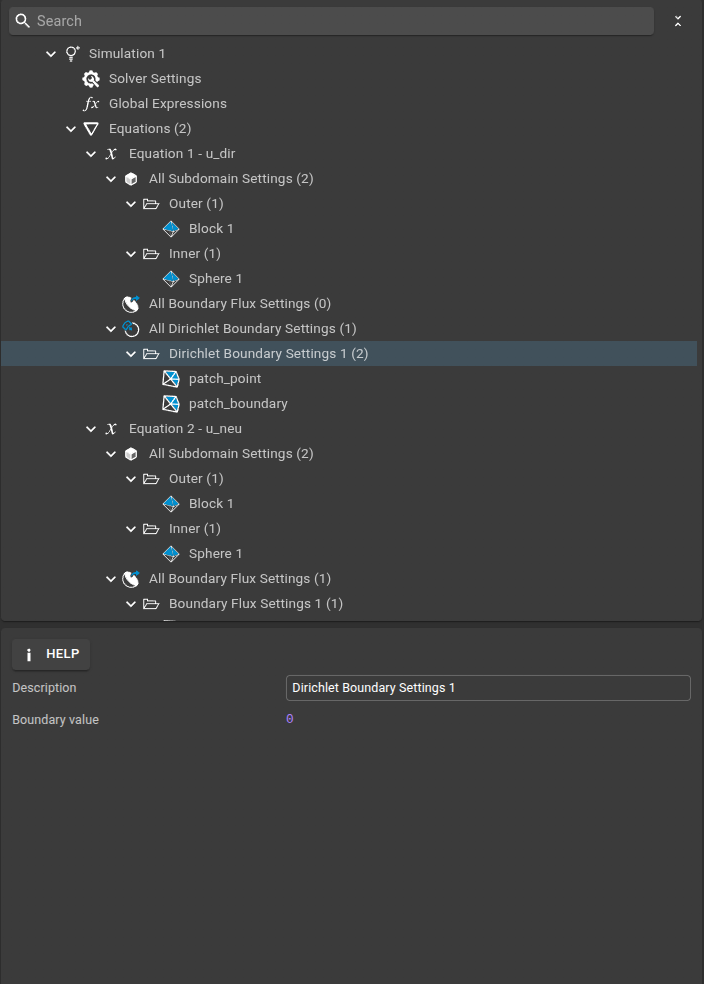 Search
Simulation 1
Solver Settings
fx Global Expressions
Equations (2)
x Equation 1 - u_dir
All Subdomain Settings (2)
Outer (1)
Block 1
Inner (1)
Sphere 1
All Boundary Flux Settings (0)
All Dirichlet Boundary Settings (1)
Dirichlet Boundary Settings 1 (2)
patch_point
patch_boundary
x Equation 2 - u_neu
All Subdomain Settings (2)
Outer (1)
Block 1
Inner (1)
Sphere 1
All Boundary Flux Settings (1)
Boundary Flux Settings 1 (1)
i HELP
Description Dirichlet Boundary Settings 1
Boundary value 0